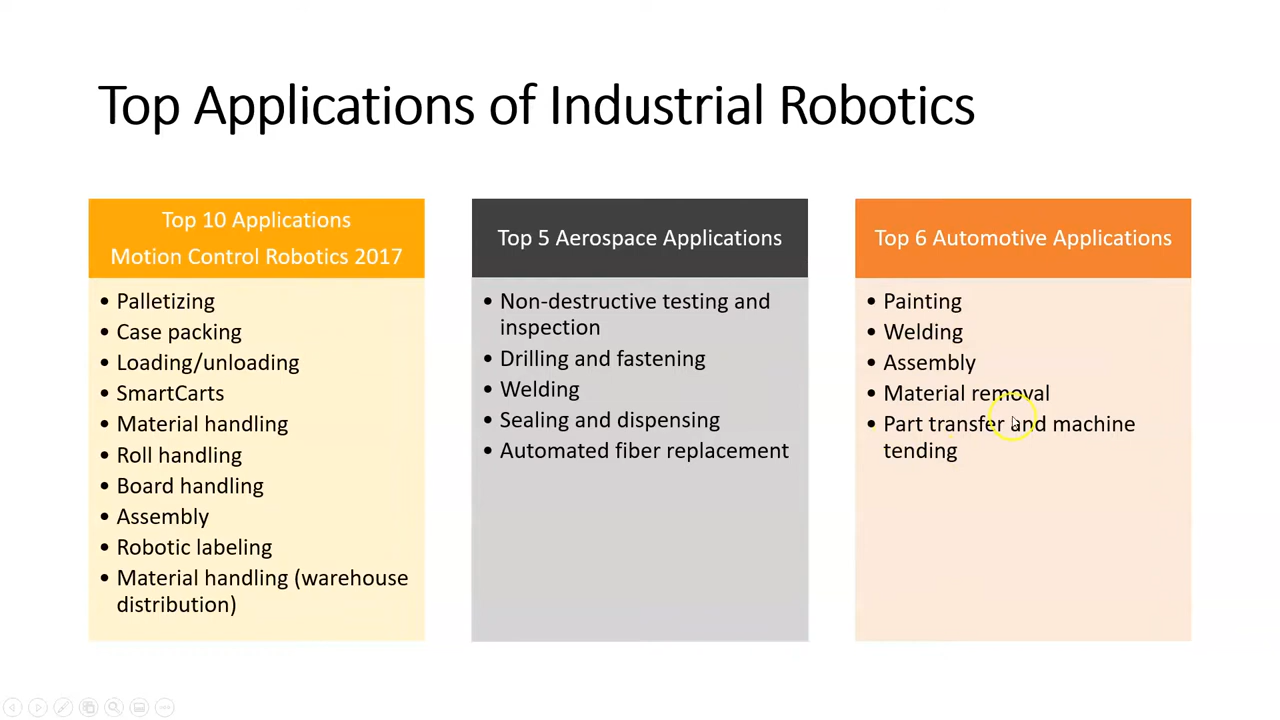 Top Applications of Industrial Robotics
Top 10 Applications
Motion Control Robotics 2017
• Palletizing
• Case packing
• Loading/unloading
• SmartCarts
• Material handling
• Roll handling
• Board handling
• Assembly
• Robotic labeling
• Material handling (warehouse
distribution)
Top 5 Aerospace Applications
• Non-destructive testing and
inspection
• Drilling and fastening
• Welding
• Sealing and dispensing
• Automated fiber replacement
Top 6 Automotive Applications
• Painting
• Welding
• Assembly
• Material removal
• Part transfer and machine
tending